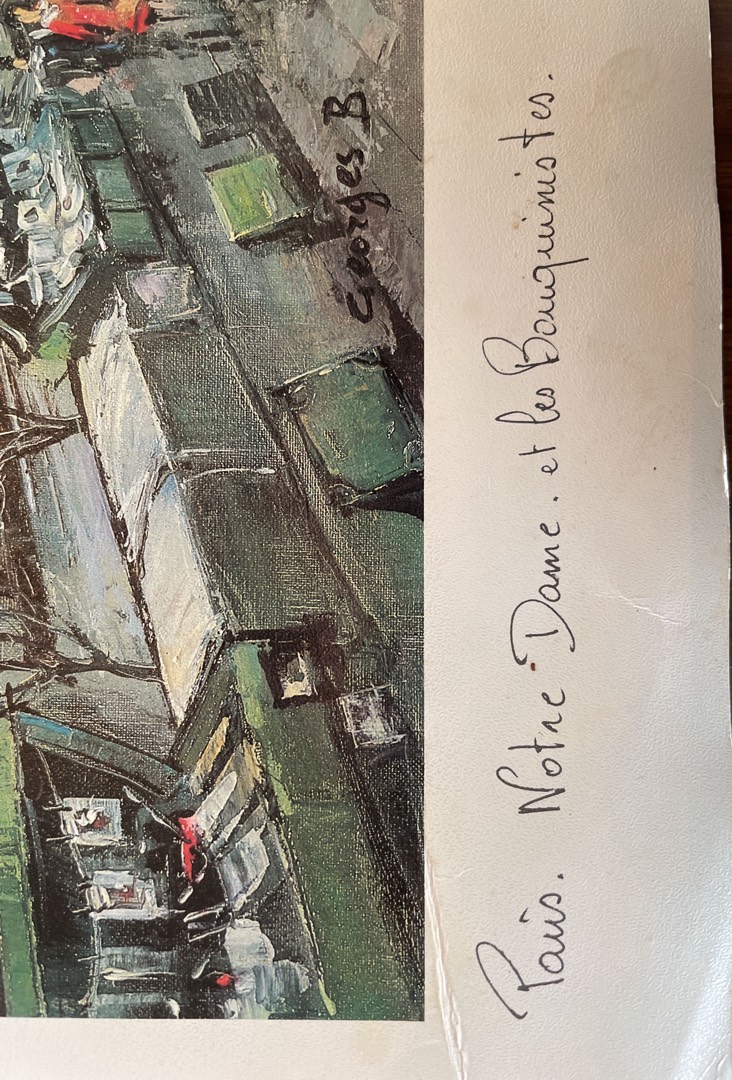 Georges B.
Paris. Notre Dame. et les Bouquinistes.